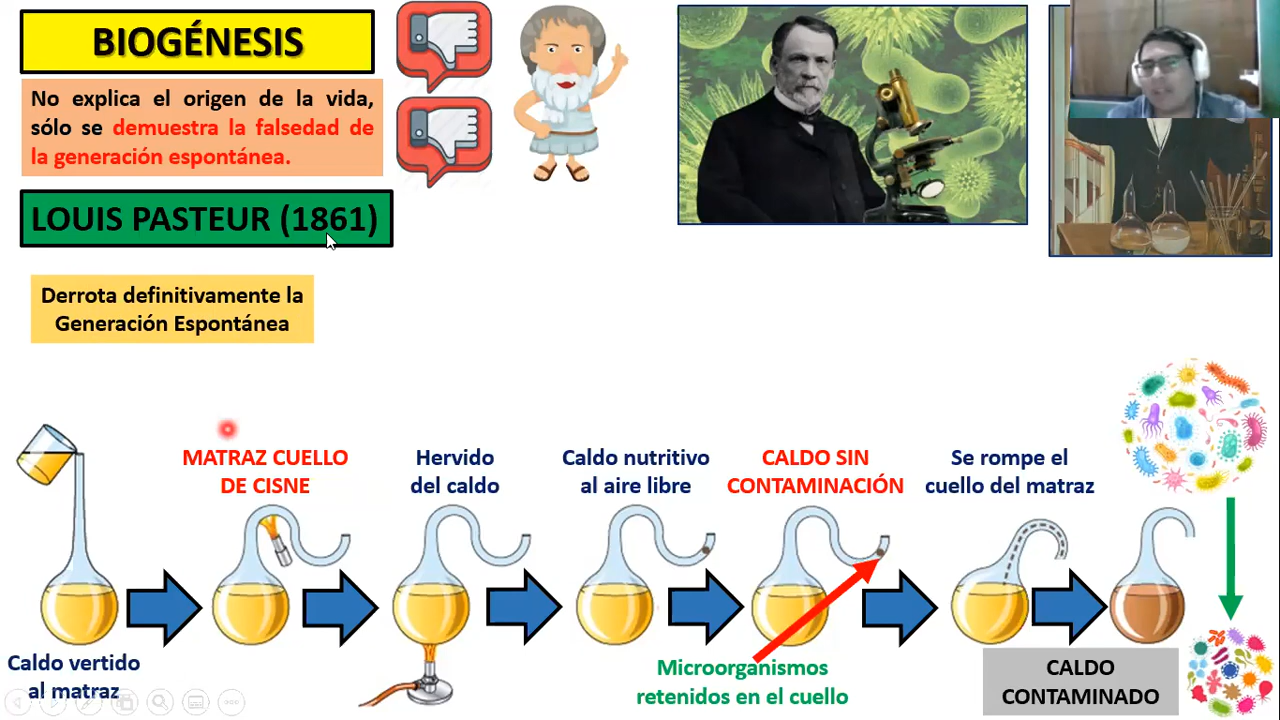 BIOGÉNESIS
No explica el origen de la vida,
sólo se demuestra la falsedad de
la generación espontánea.
LOUIS PASTEUR (1861)
Derrota definitivamente la
Generación Espontánea
Caldo vertido
al matraz
MATRAZ CUELLO
DE CISNE
Hervido
del caldo
Caldo nutritivo
al aire libre
CALDO SIN
CONTAMINACIÓN
Microorganismos
retenidos en el cuello
Se rompe el
cuello del matraz
CALDO
CONTAMINADO